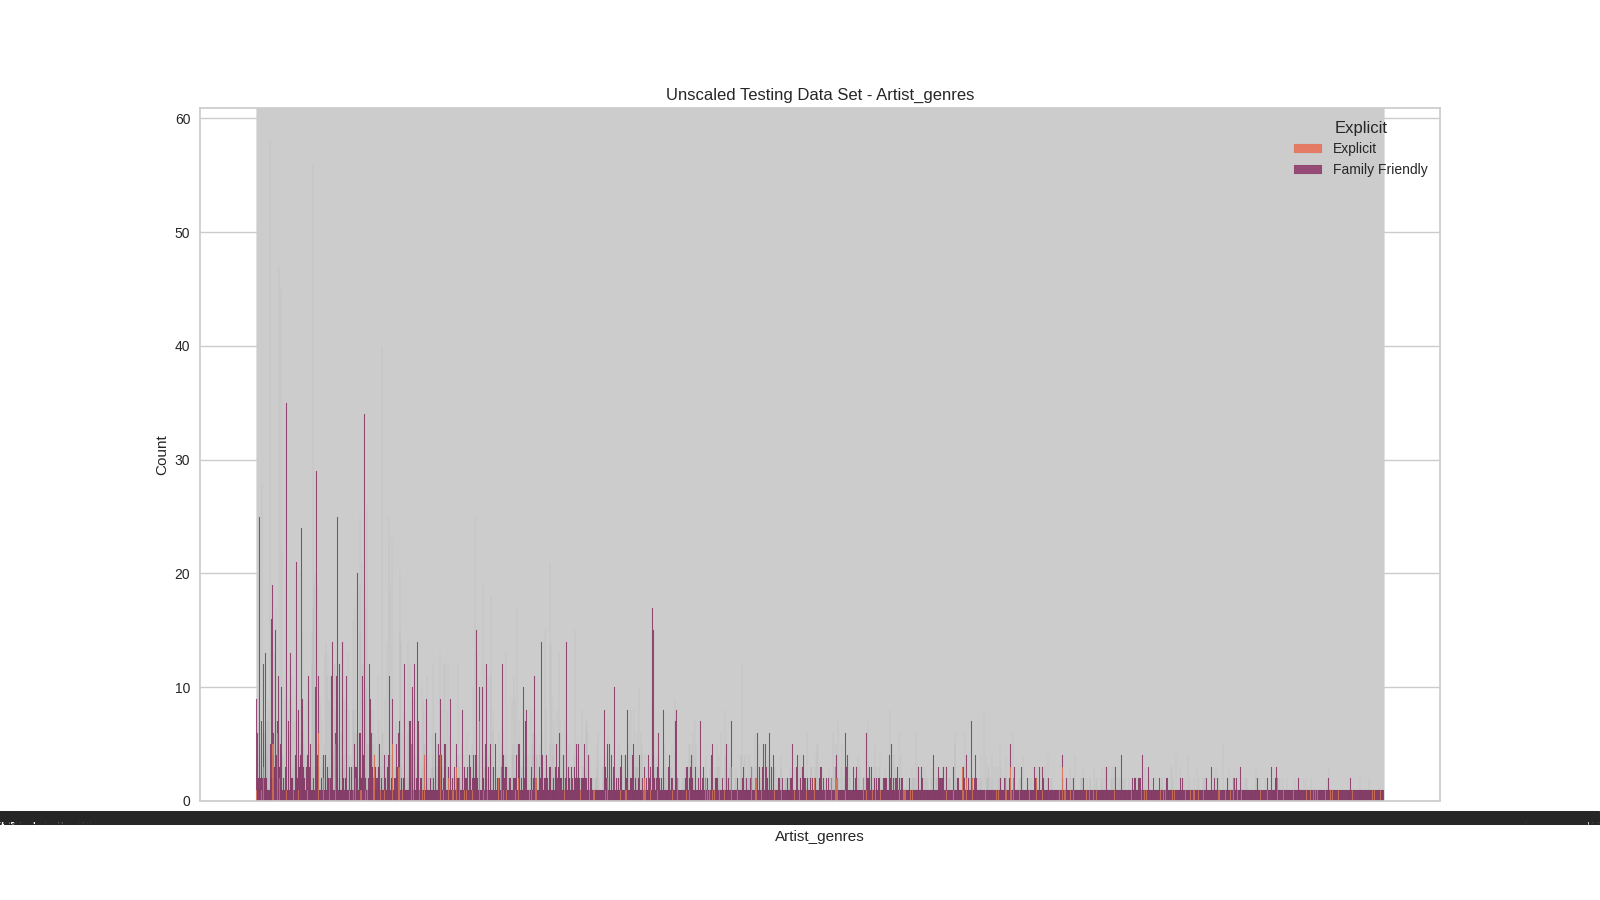 Unscaled Testing Data Set - Artist_genres
Explicit
Explicit
Family Friendly
60
50
40
30
20
10
0
Count
Artist_genres